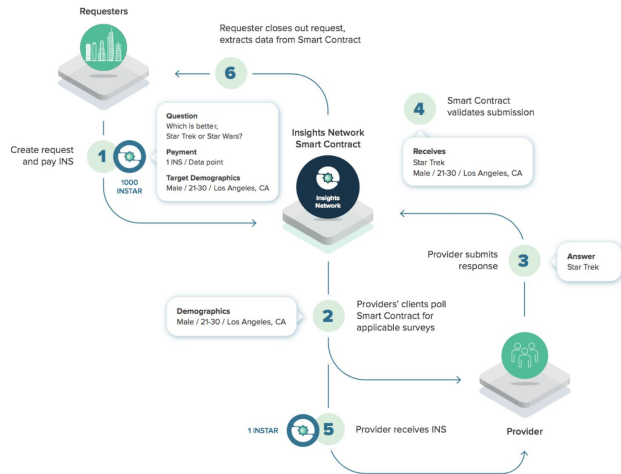 Requesters
Requester closes out request,
extracts data from Smart Contract
6
4
Smart Contract
validates submission
Receives
Star Trek
Male / 21-30 / Los Angeles, CA
Create request
and pay INS
1
1000
INSTAR
Question
Which is better,
Star Trek or Star Wars?
Payment
1 INS / Data point
Target Demographics
Male / 21-30 / Los Angeles, CA
Insights Network
Smart Contract
Insights
Network
Provider submits
response
3
Answer
Star Trek
Demographics
Male / 21-30 / Los Angeles, CA
2
Providers' clients poll
Smart Contract for
applicable surveys
1 INSTAR
5
Provider receives INS
Provider